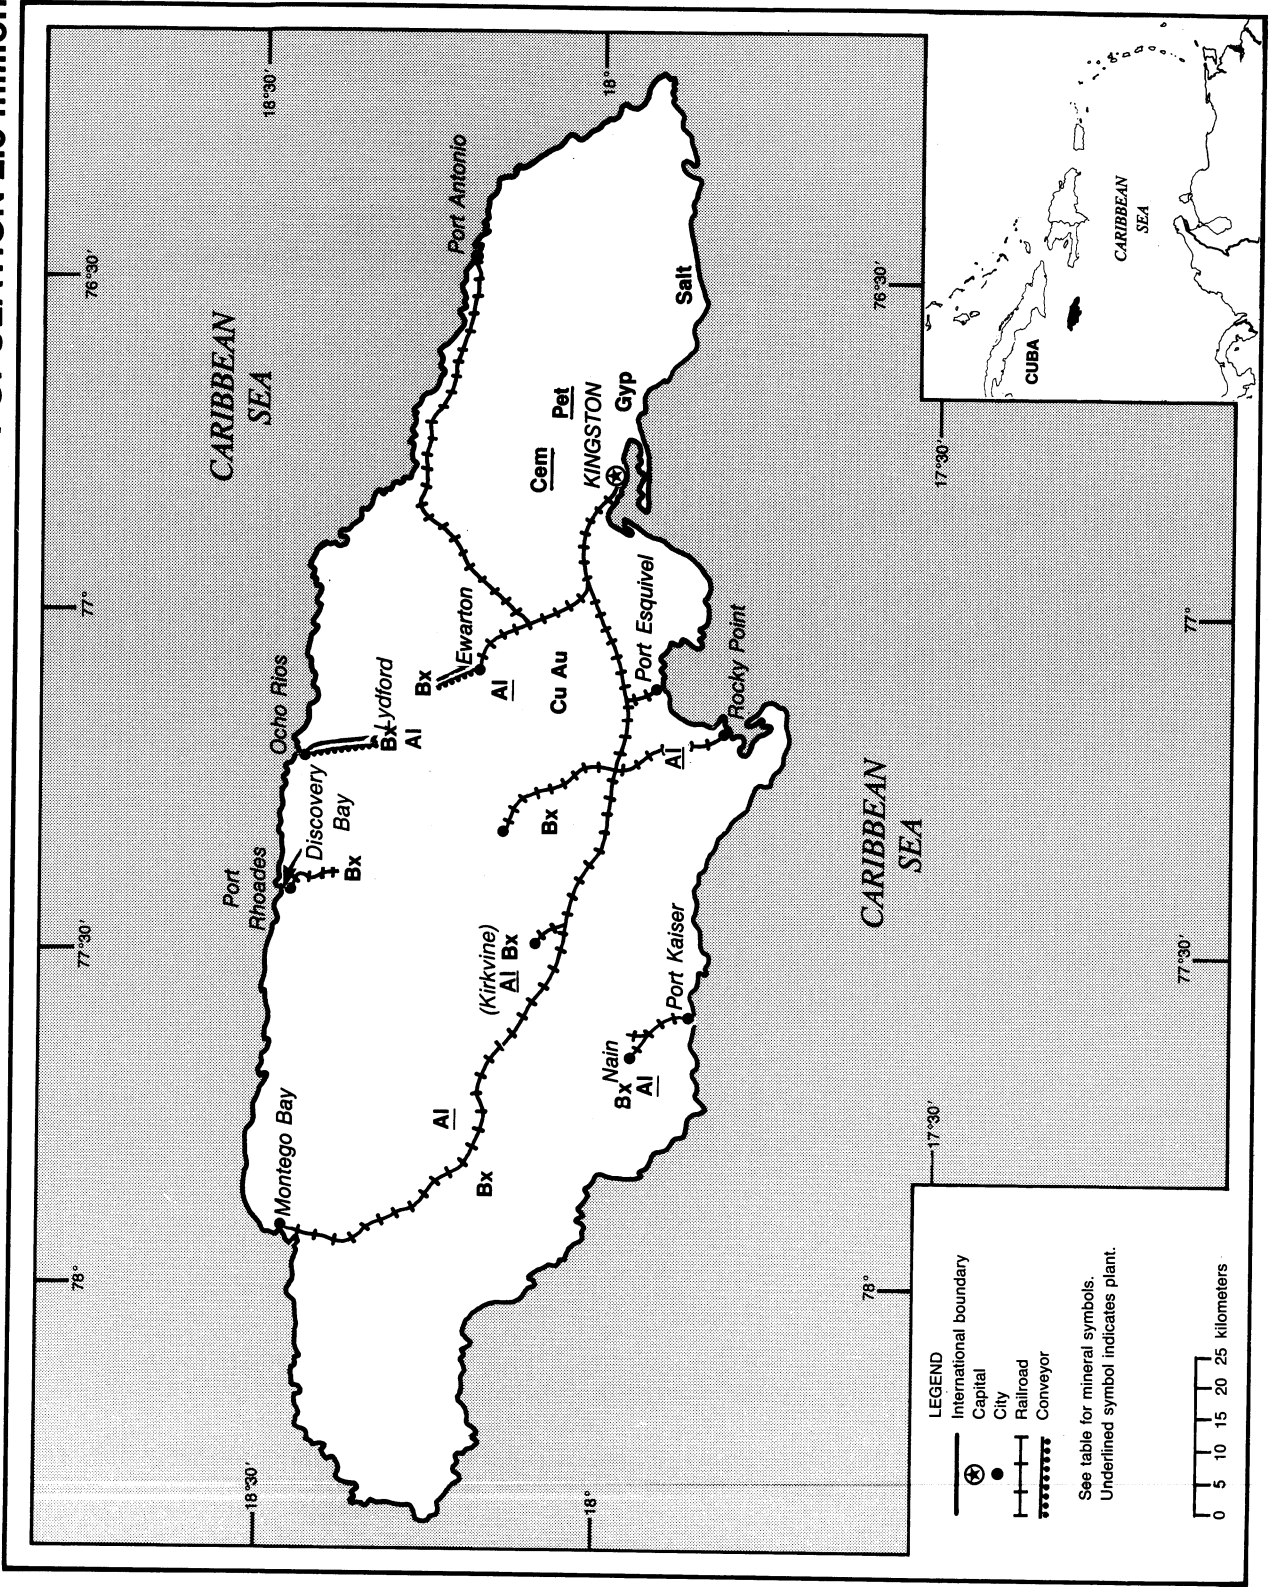 18°30′
18°
76°30′
Port Antonio
CARIBBEAN
SEA
Salt
76°30′
CARIBBEAN
SEA
CUBA
Pet
Gyp
KINGSTON
Cem
17°30′
77°
Port Esquivel
Ewarton
Rocky Point
77°
Ocho Rios
Lydford
Bx
Al
Cu Au
Bx
Al
Al
Discovery
Bay
Bx
CARIBBEAN
SEA
Port
Rhoades
Bx
77°30′
(Kirkvine)
Al Bx
Port Kaiser
77°30′
Nain
Bx
Al
Montego Bay
Al
Bx
17°30′
78°
78°
LEGEND
International boundary
Capital
City
Railroad
Conveyor
See table for mineral symbols.
Underlined symbol indicates plant.
0 5 10 15 20 25 kilometers
18°30′
18°